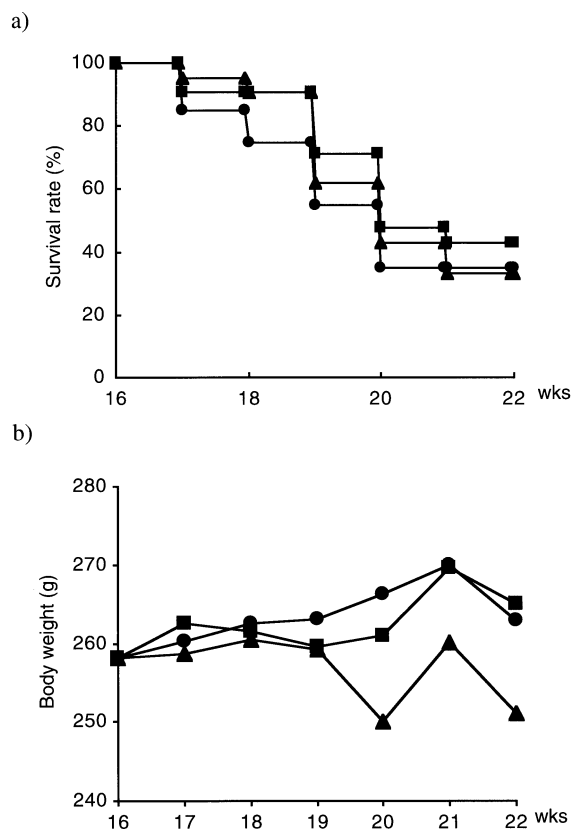 a)
Survival rate (%)
100
80
60
40
20
0
16 18 20 22 wks
b)
Body weight (g)
280
270
260
250
240
16 17 18 19 20 21 22 wks